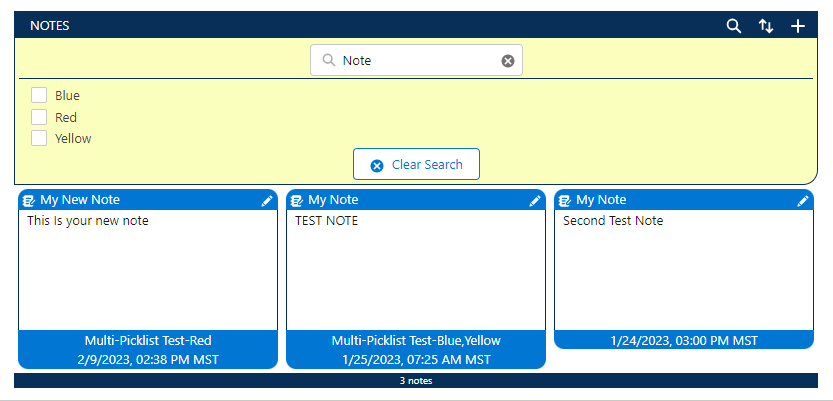 NOTES
Note
Blue
Red
Yellow
Clear Search
My New Note
This Is your new note
Multi-Picklist Test-Red
2/9/2023, 02:38 PM MST
My Note
TEST NOTE
Multi-Picklist Test-Blue,Yellow
1/25/2023, 07:25 AM MST
My Note
Second Test Note
1/24/2023, 03:00 PM MST
3 notes